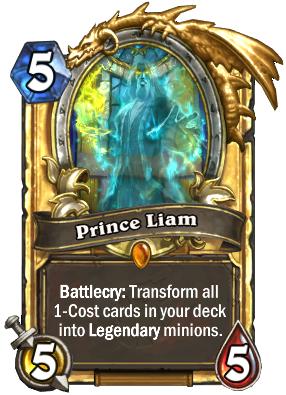 5
Prince Liam
Battlecry: Transform all
1-Cost cards in your deck
into Legendary minions.
5
5